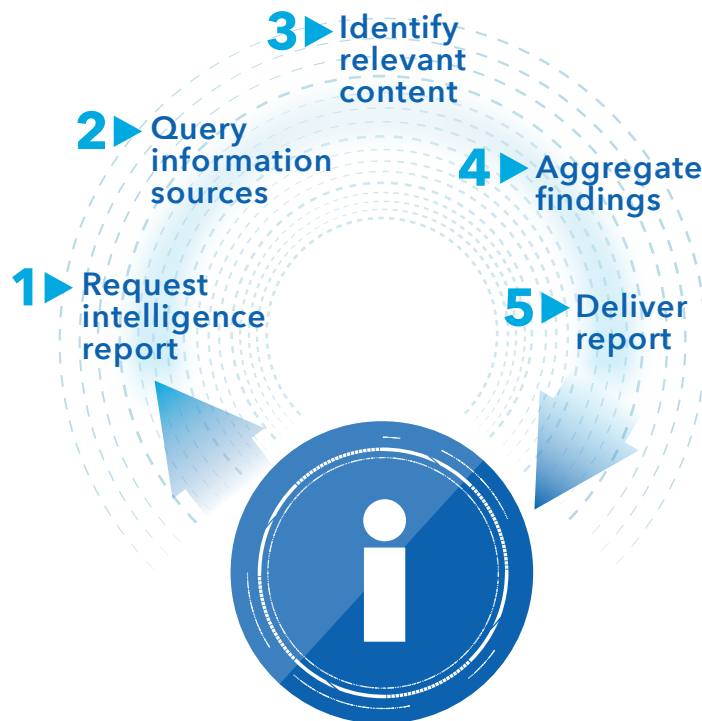 1 Request
intelligence
report
2 Query
information
sources
3 Identify
relevant
content
4 Aggregate
findings
5 Deliver
report
i